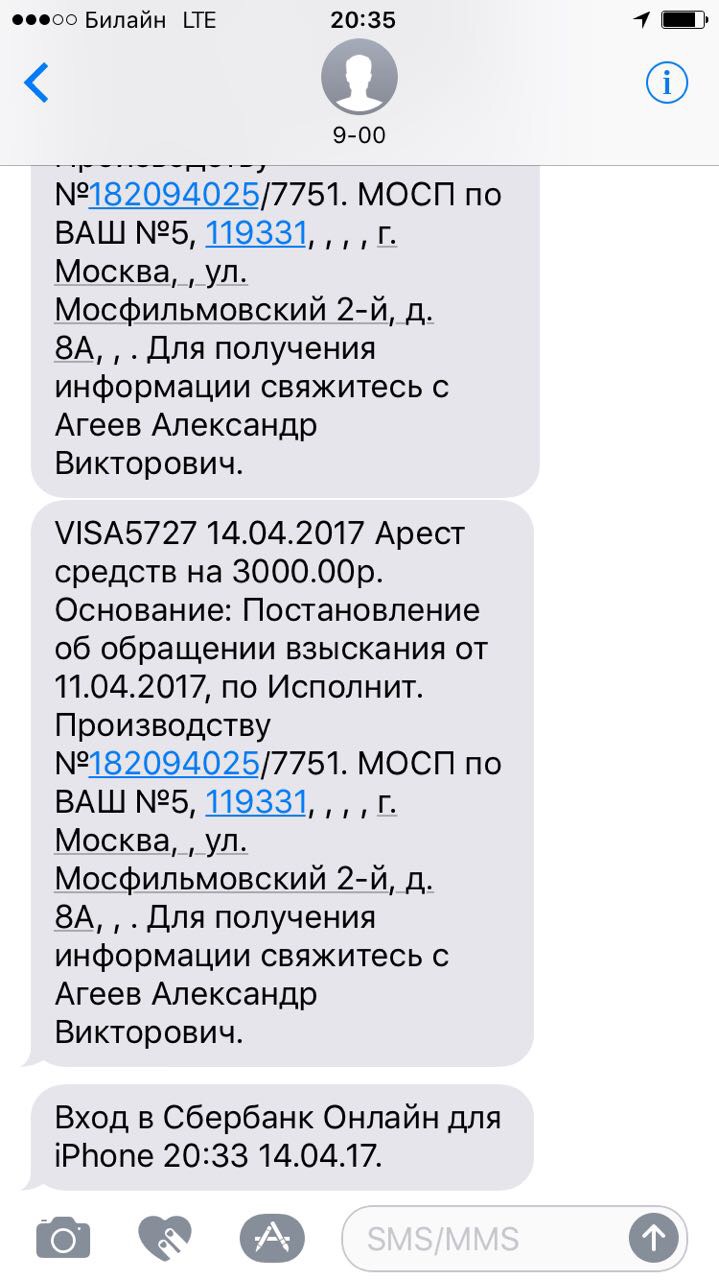 Билайн LTE 20:35
9-00
Производству
№182094025/7751. МОСП по
ВАШ №5, 119331, , , , г.
Москва, , ул.
Мосфильмовский 2-й, д.
8А, , . Для получения
информации свяжитесь с
Агеев Александр
Викторович.
VISA5727 14.04.2017 Арест
средств на 3000.00р.
Основание: Постановление
об обращении взыскания от
11.04.2017, по Исполнит.
Производству
№182094025/7751. МОСП по
ВАШ №5, 119331, , , , г.
Москва, , ул.
Мосфильмовский 2-й, д.
8А, , . Для получения
информации свяжитесь с
Агеев Александр
Викторович.
Вход в Сбербанк Онлайн для
iPhone 20:33 14.04.17.
SMS/MMS